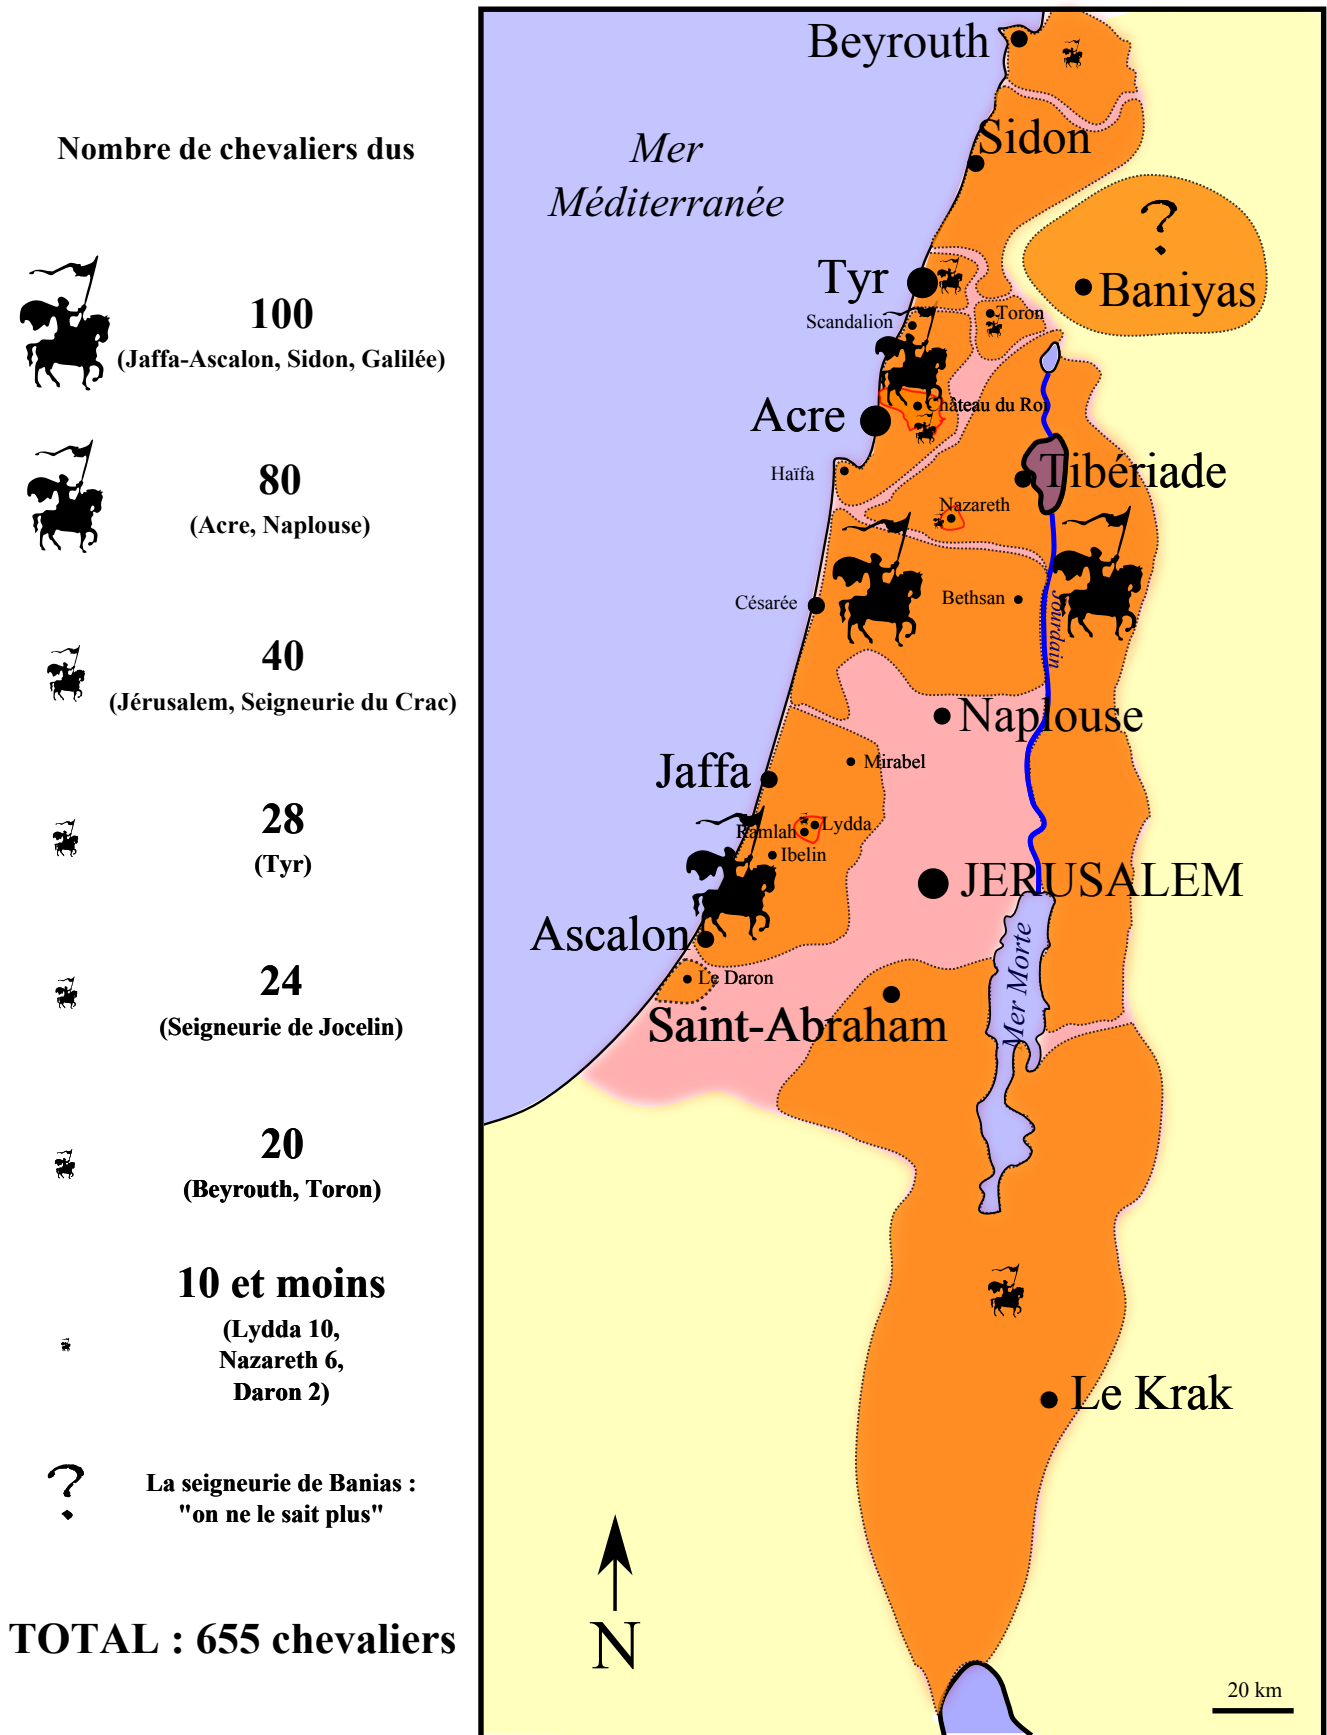 Nombre de chevaliers dus
100
(Jaffa-Ascalon, Sidon, Galilée)
80
(Acre, Naplouse)
40
(Jérusalem, Seigneurie du Crac)
28
(Tyr)
24
(Seigneurie de Jocelin)
20
(Beyrouth, Toron)
10 et moins
(Lydda 10,
Nazareth 6,
Daron 2)
?
La seigneurie de Banias :
"on ne le sait plus"
TOTAL : 655 chevaliers
Beyrouth
Mer
Méditerranée
Sidon
?
Tyr
Baniyas
Scandalion
Toron
Château du Roi
Acre
Haïfa
Tibériade
Nazareth
Césarée
Bethsan
Jourdain
Naplouse
Jaffa
Mirabel
Lydda
Ramlah
Ibelin
JERUSALEM
Ascalon
Le Daron
Mer Morte
Saint-Abraham
Le Krak
N
20 km